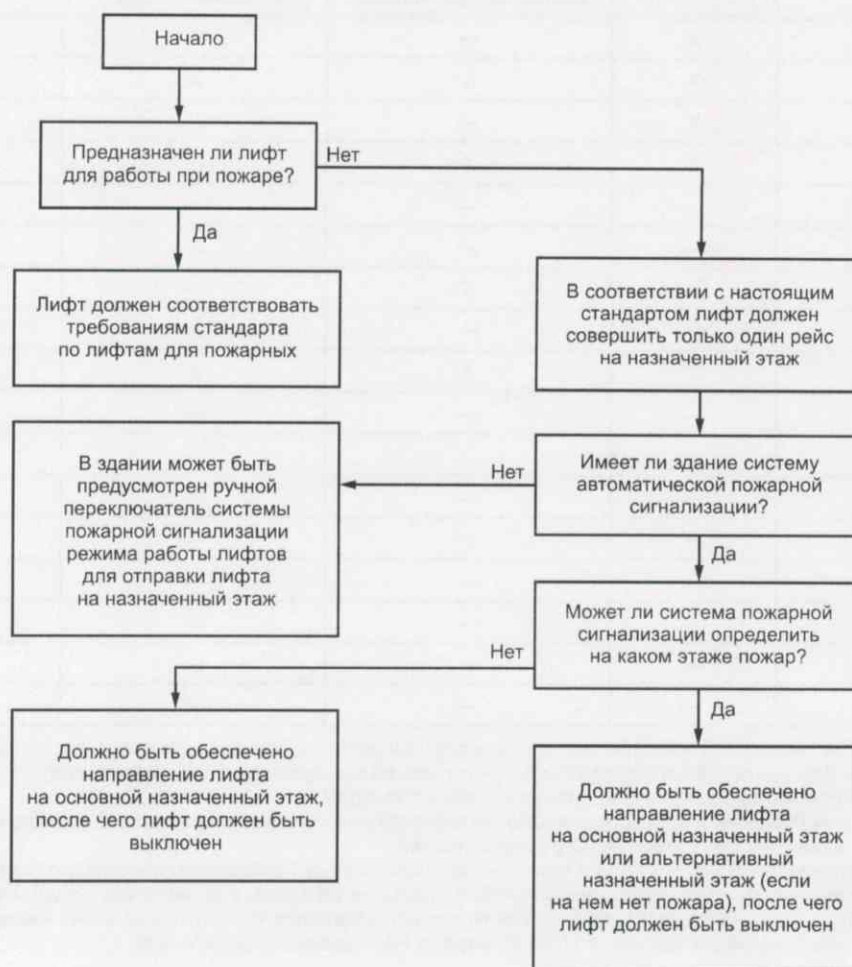 Начало
Предназначен ли лифт
для работы при пожаре?
Нет
Да
Лифт должен соответствовать
требованиям стандарта
по лифтам для пожарных
В соответствии с настоящим
стандартом лифт должен
совершить только один рейс
на назначенный этаж
Имеет ли здание систему
автоматической пожарной
сигнализации?
Нет
В здании может быть
предусмотрен ручной
переключатель системы
пожарной сигнализации
режима работы лифтов
для отправки лифта
на назначенный этаж
Да
Может ли система пожарной
сигнализации определить
на каком этаже пожар?
Нет
Должно быть обеспечено
направление лифта
на основной назначенный этаж,
после чего лифт должен быть
выключен
Да
Должно быть обеспечено
направление лифта
на основной назначенный этаж
или альтернативный
назначенный этаж (если
на нем нет пожара), после чего
лифт должен быть выключен